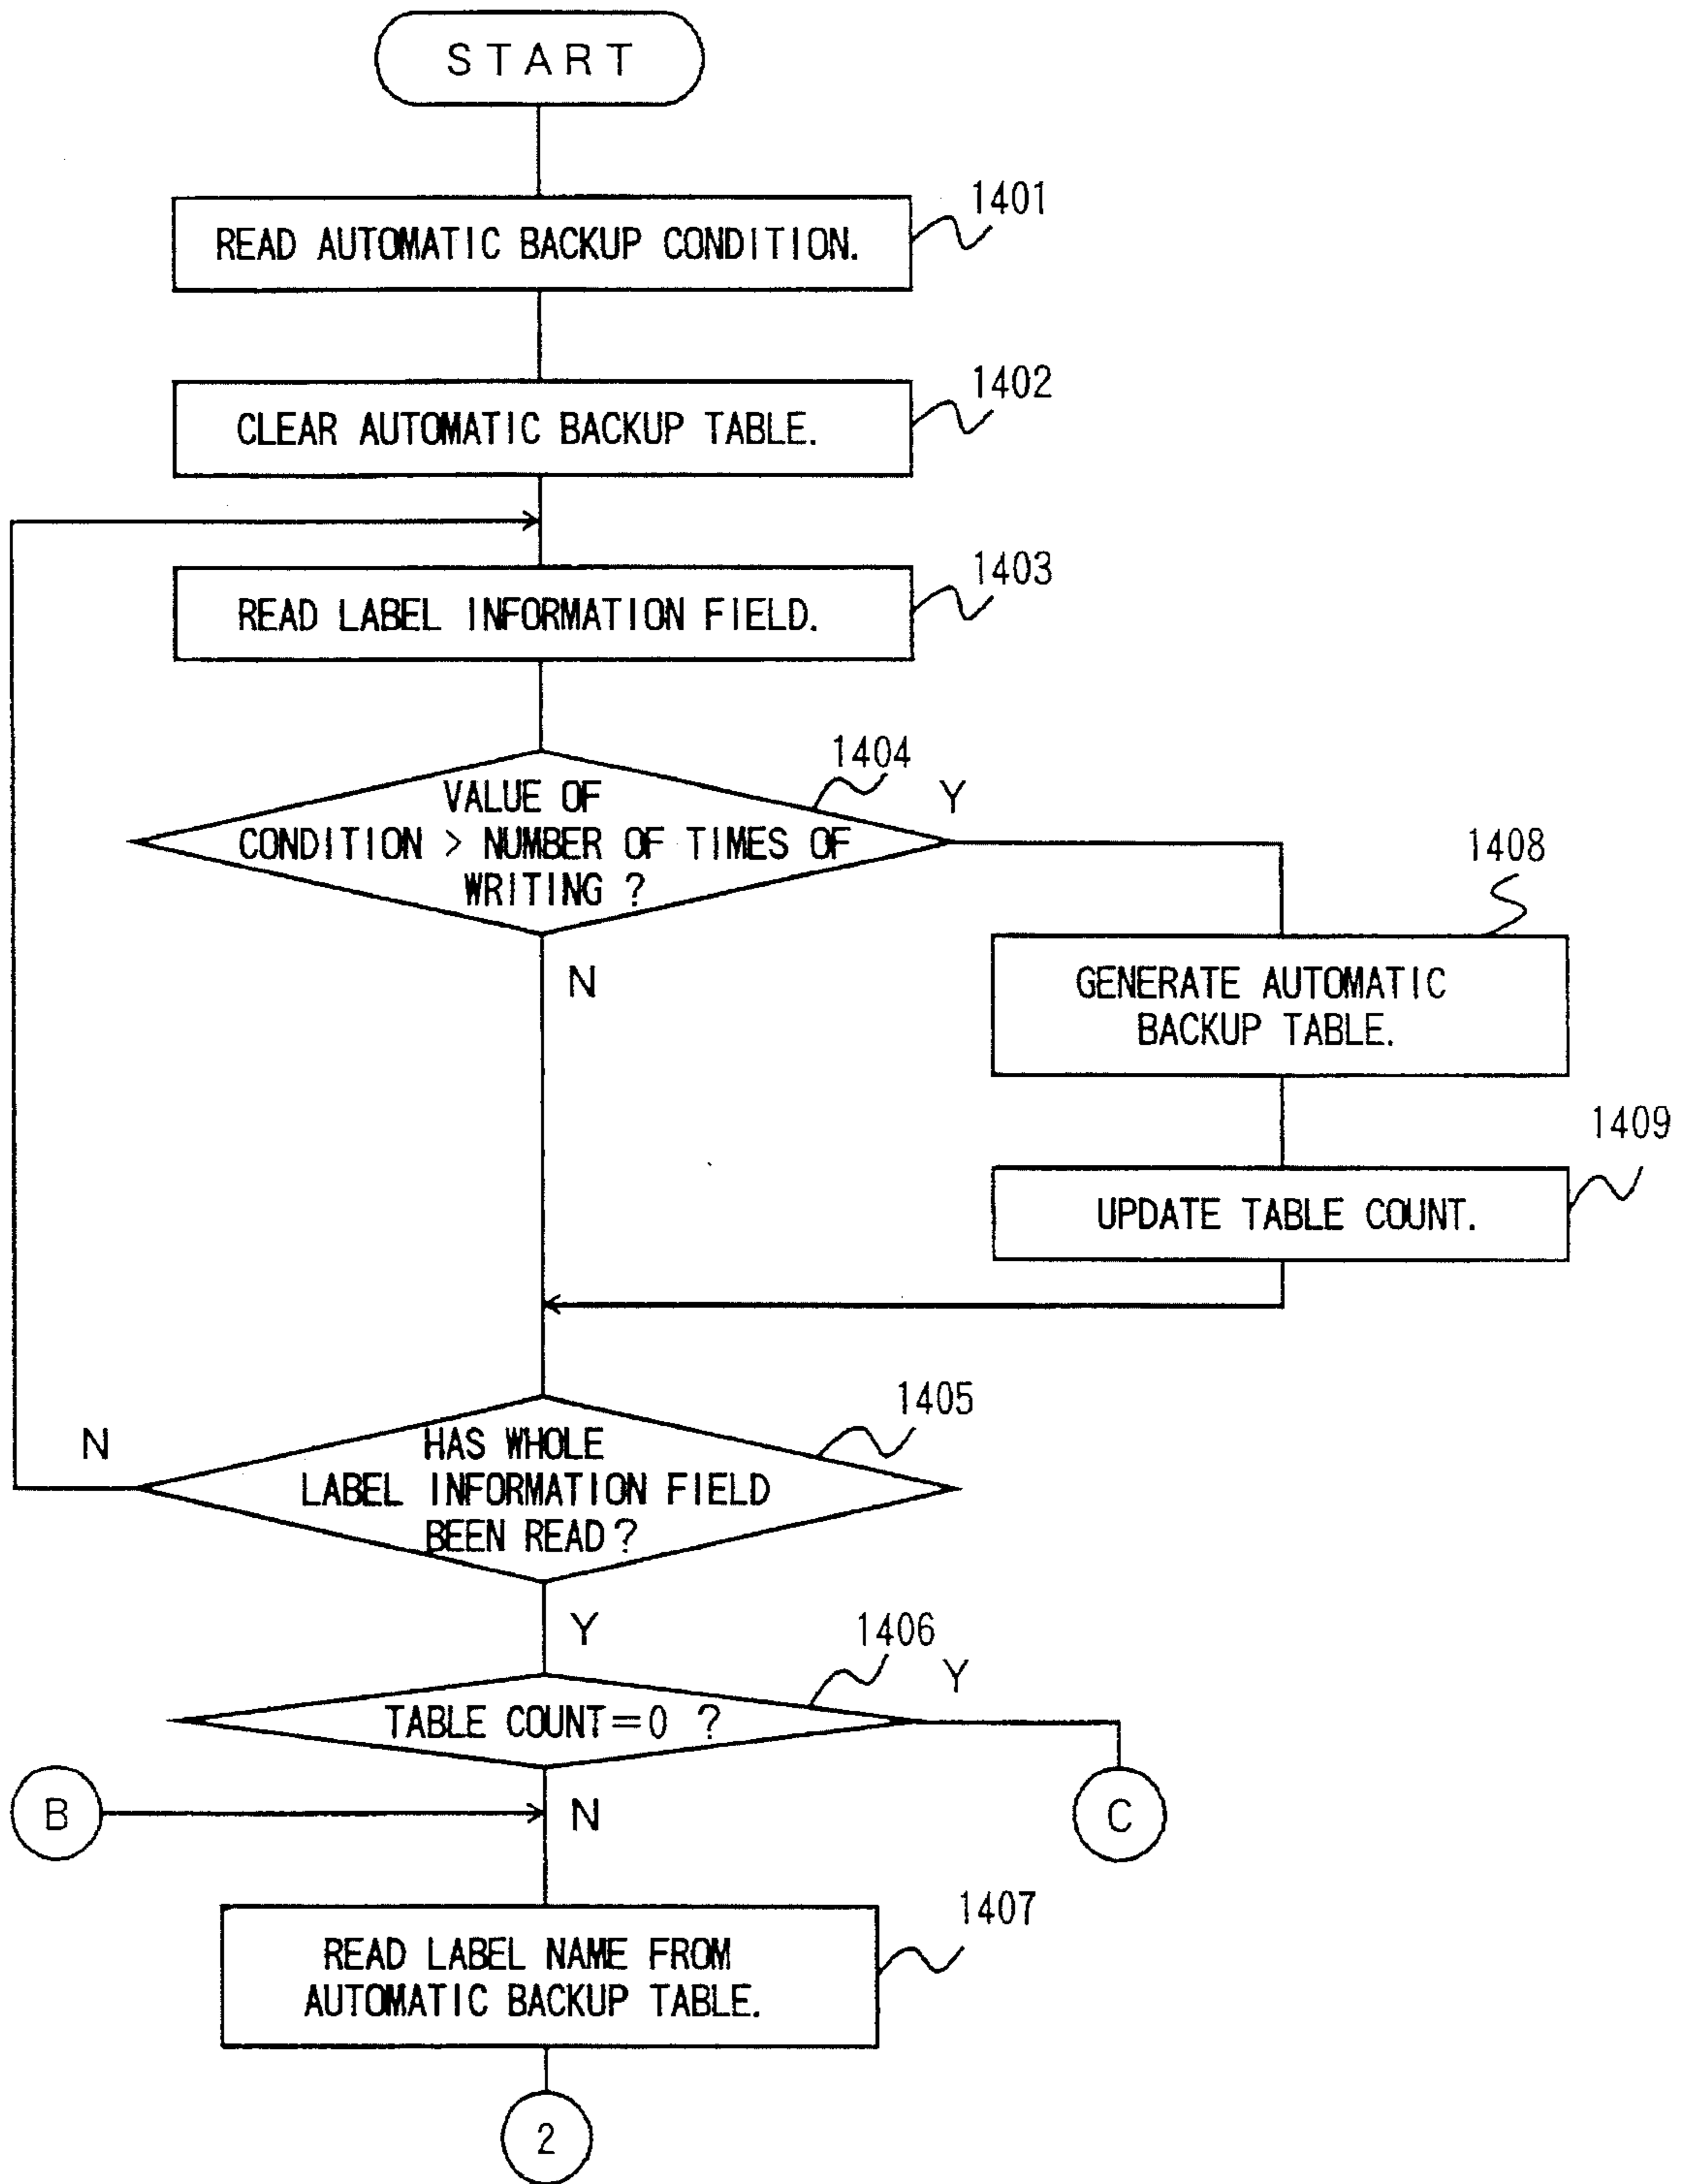 START
1401
READ AUTOMATIC BACKUP CONDITION.
1402
CLEAR AUTOMATIC BACKUP TABLE.
1403
READ LABEL INFORMATION FIELD.
1404
Y
VALUE OF
CONDITION > NUMBER OF TIMES OF
WRITING ?
1408
N
GENERATE AUTOMATIC
BACKUP TABLE.
1409
UPDATE TABLE COUNT.
1405
N
HAS WHOLE
LABEL INFORMATION FIELD
BEEN READ?
Y
1406
Y
TABLE COUNT=0 ?
B
N
C
1407
READ LABEL NAME FROM
AUTOMATIC BACKUP TABLE.
2